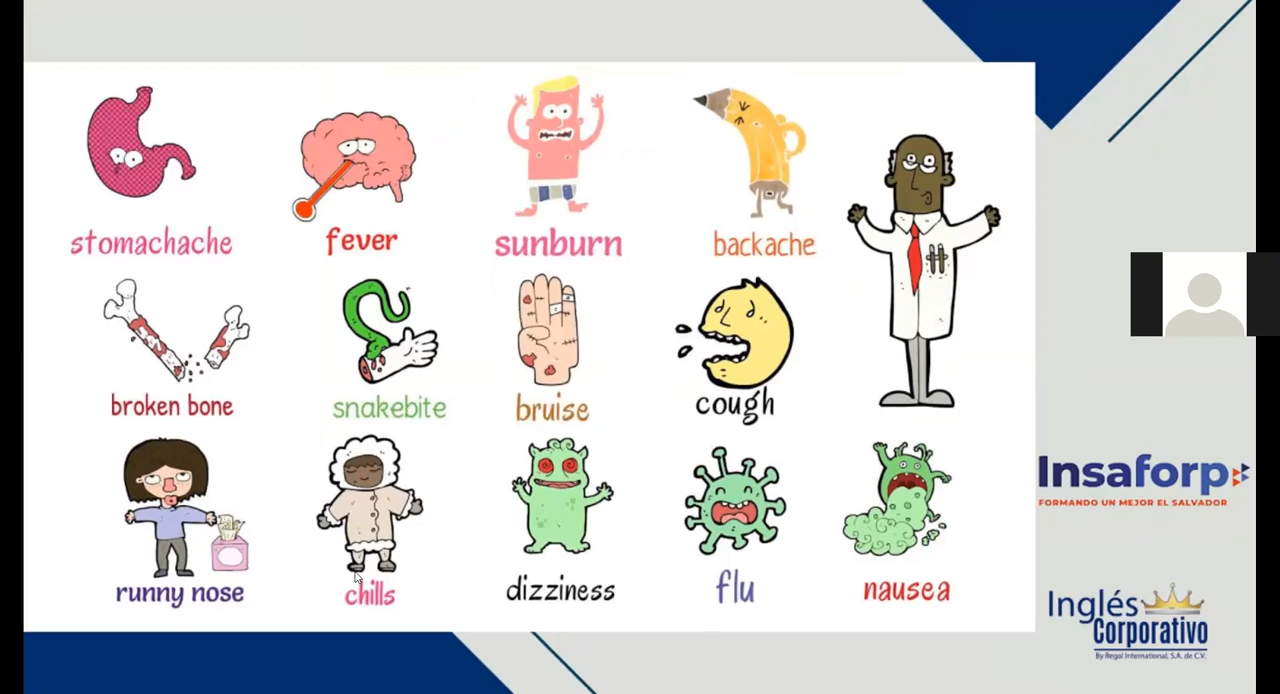 stomachache
fever
sunburn
backache
broken bone
snakebite
bruise
cough
runny nose
chills
dizziness
flu
nausea
Insaforp
FORMANDO UN MEJOR EL SALVADOR
Inglés
Corporativo
By Regal International, S.A. de C.V.